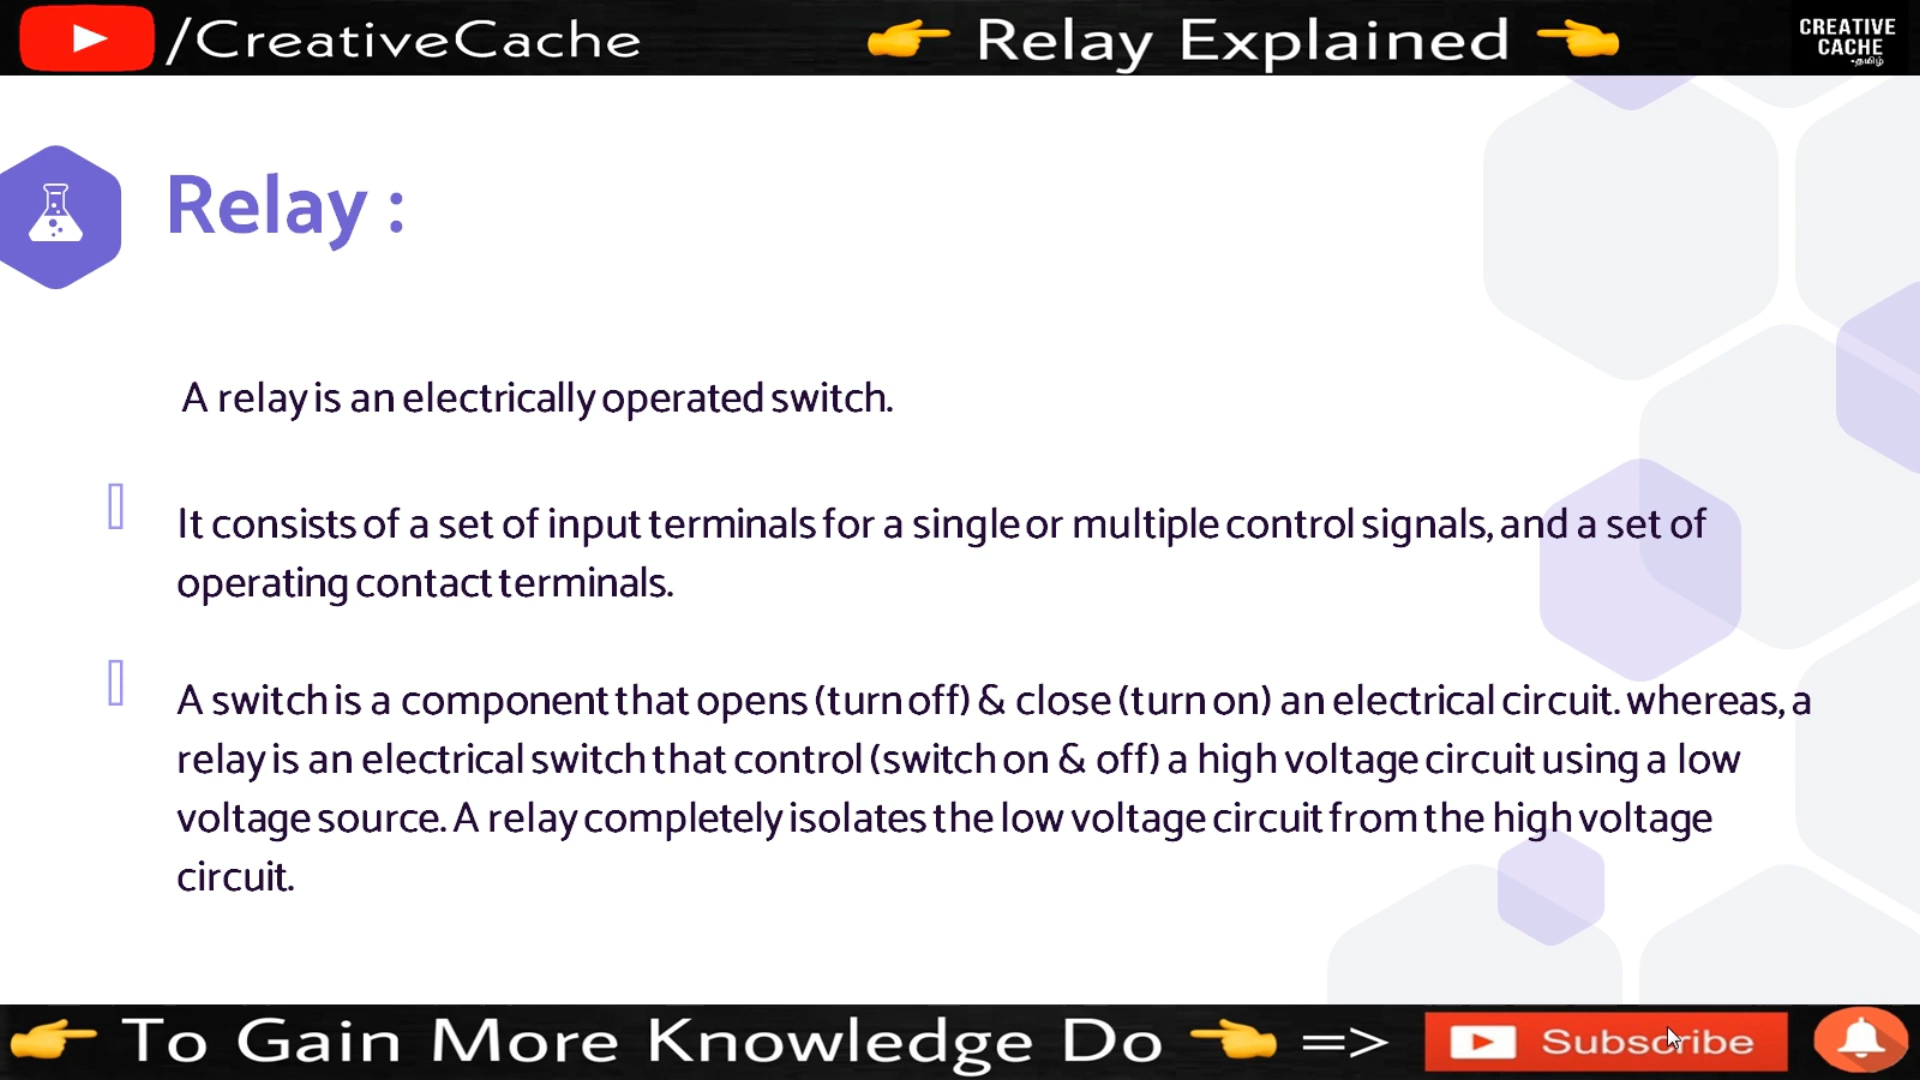 /CreativeCache
👉 Relay Explained 👈
CREATIVE
CACHE
-தமிழ்
Relay :
A relay is an electrically operated switch.
It consists of a set of input terminals for a single or multiple control signals, and a set of
operating contact terminals.
A switch is a component that opens (turn off) & close (turn on) an electrical circuit. whereas, a
relay is an electrical switch that control (switch on & off) a high voltage circuit using a low
voltage source. A relay completely isolates the low voltage circuit from the high voltage
circuit.
👉 To Gain More Knowledge Do 👈 => Subscribe